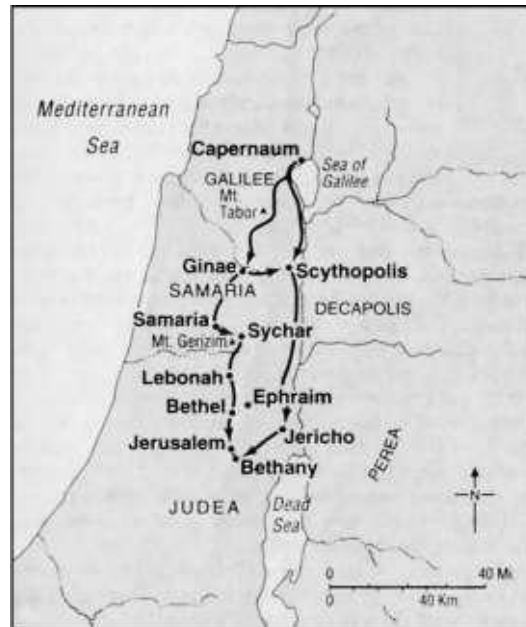 Mediterranean
Sea
Capernaum
Sea of
Galilee
GALILEE
Mt.
Tabor
Ginae
Scythopolis
SAMARIA
DECAPOLIS
Samaria
Sychar
Mt. Gerizim
Lebonah
Ephraim
Bethel
Jericho
Jerusalem
Bethany
PEREA
JUDEA
Dead
Sea
N
0 40 Mi.
0 40 Km.